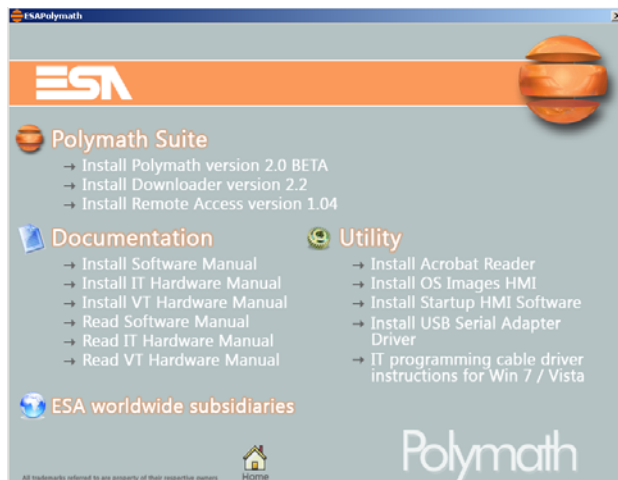 ESAPolymath
ESA
Polymath Suite
→ Install Polymath version 2.0 BETA
→ Install Downloader version 2.2
→ Install Remote Access version 1.04
Documentation
→ Install Software Manual
→ Install IT Hardware Manual
→ Install VT Hardware Manual
→ Read Software Manual
→ Read IT Hardware Manual
→ Read VT Hardware Manual
Utility
→ Install Acrobat Reader
→ Install OS Images HMI
→ Install Startup HMI Software
→ Install USB Serial Adapter
Driver
→ IT programming cable driver
instructions for Win 7 / Vista
ESA worldwide subsidiaries
All trademarks referred to are property of their respective owners
Home
Polymath